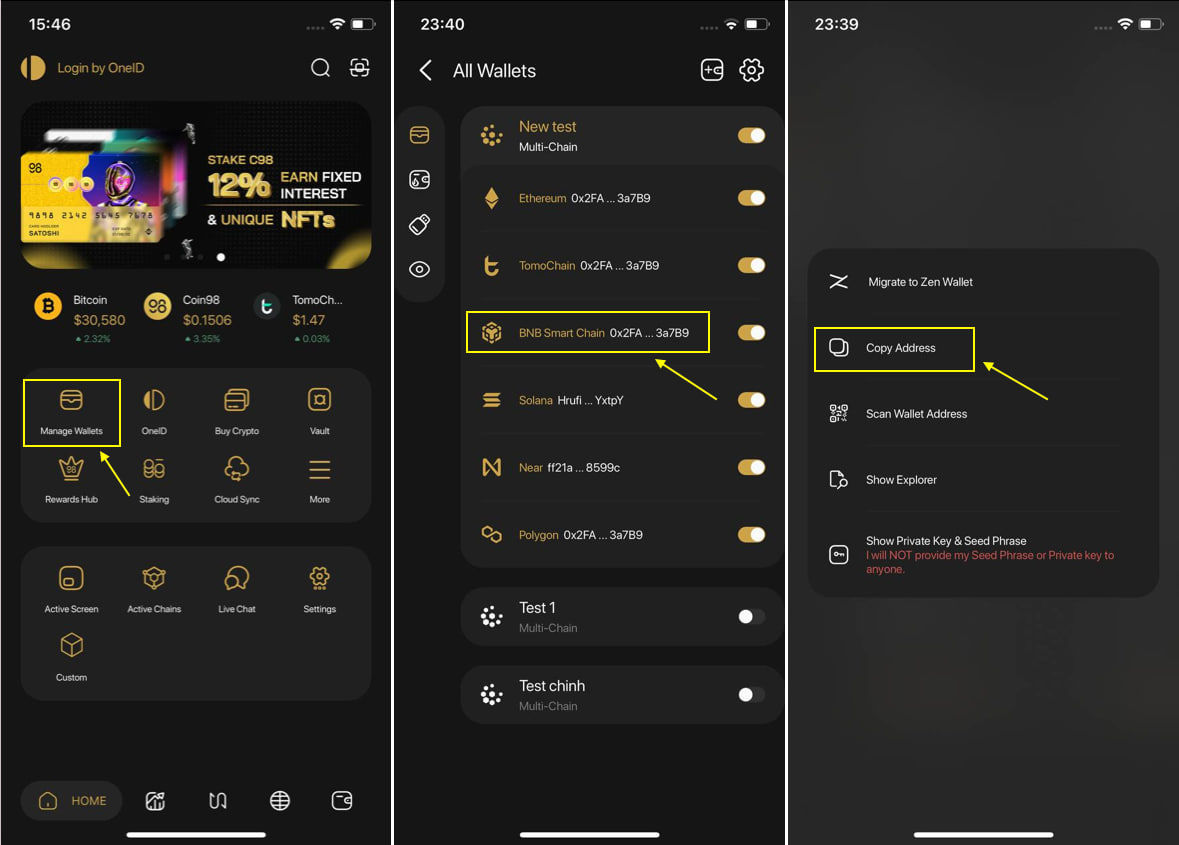 15:46
Login by OneID
98
STAKE C98
12% EARN FIXED
INTEREST
& UNIQUE NFTs
9898 2142 5645 7678
CARD HOLDER
SATOSHI
Bitcoin
$30,580
2.32%
98
Coin98
$0.1506
3.35%
TomoCh...
$1.47
0.03%
Manage Wallets
OneID
Buy Crypto
Vault
98
Rewards Hub
Staking
Cloud Sync
More
Active Screen
Active Chains
Live Chat
Settings
Custom
HOME
23:40
All Wallets
New test
Multi-Chain
Ethereum 0x2FA ... 3a7B9
TomoChain 0x2FA ... 3a7B9
BNB Smart Chain 0x2FA ... 3a7B9
Solana Hrufi ... YxtpY
Near ff21a ... 8599c
Polygon 0x2FA ... 3a7B9
Test 1
Multi-Chain
Test chinh
Multi-Chain
23:39
Migrate to Zen Wallet
Copy Address
Scan Wallet Address
Show Explorer
Show Private Key & Seed Phrase
I will NOT provide my Seed Phrase or Private key to
anyone.